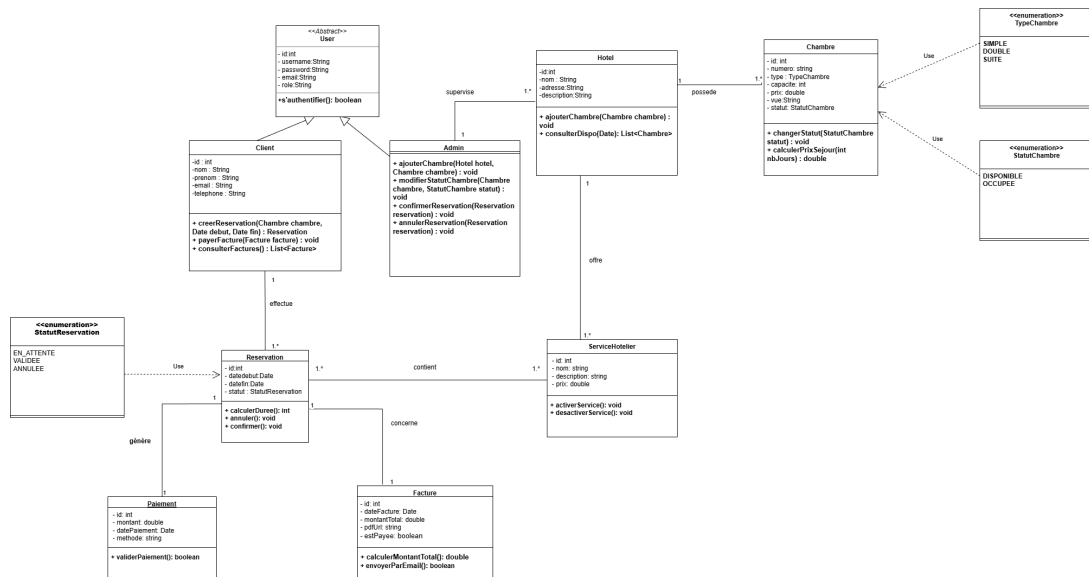 <<Abstract>>
User
- id:int
- username:String
- password:String
- email:String
- role:String
+s'authentifier(): boolean
Client
-id : int
-nom : String
-prenom : String
-email : String
-telephone : String
+ creerReservation(Chambre chambre,
Date debut, Date fin) : Reservation
+ payerFacture(Facture facture) : void
+ consulterFactures() : List<Facture>
Admin
+ ajouterChambre(Hotel hotel,
Chambre chambre) : void
+ modifierStatutChambre(Chambre
chambre, StatutChambre statut) :
void
+ confirmerReservation(Reservation
reservation) : void
+ annulerReservation(Reservation
reservation) : void
supervise
1..*
1
Hotel
-id:int
-nom : String
-adresse:String
-description:String
+ ajouterChambre(Chambre chambre) :
void
+ consulterDispo(Date): List<Chambre>
1
1..*
possede
Chambre
- id: int
- numero: string
- type : TypeChambre
- capacite: int
- prix: double
- vue:String
- statut: StatutChambre
+ changerStatut(StatutChambre
statut) : void
+ calculerPrixSejour(int
nbJours) : double
Use
<<enumeration>>
TypeChambre
SIMPLE
DOUBLE
SUITE
Use
<<enumeration>>
StatutChambre
DISPONIBLE
OCCUPEE
1
offre
1..*
1
effectue
1.*
<<enumeration>>
StatutReservation
EN_ATTENTE
VALIDEE
ANNULEE
Use
Reservation
- id:int
- datedebut:Date
- datefin:Date
- statut : StatutReservation
+ calculerDuree(): int
+ annuler(): void
+ confirmer(): void
1.*
contient
1..*
ServiceHotelier
- id: int
- nom: string
- description: string
- prix: double
+ activerService(): void
+ desactiverService(): void
1
génère
1
1
concerne
1
Paiement
- id: int
- montant: double
- datePaiement: Date
- methode: string
+ validerPaiement(): boolean
Facture
- id: int
- dateFacture: Date
- montantTotal: double
- pdfUrl: string
- estPayee: boolean
+ calculerMontantTotal(): double
+ envoyerParEmail(): boolean